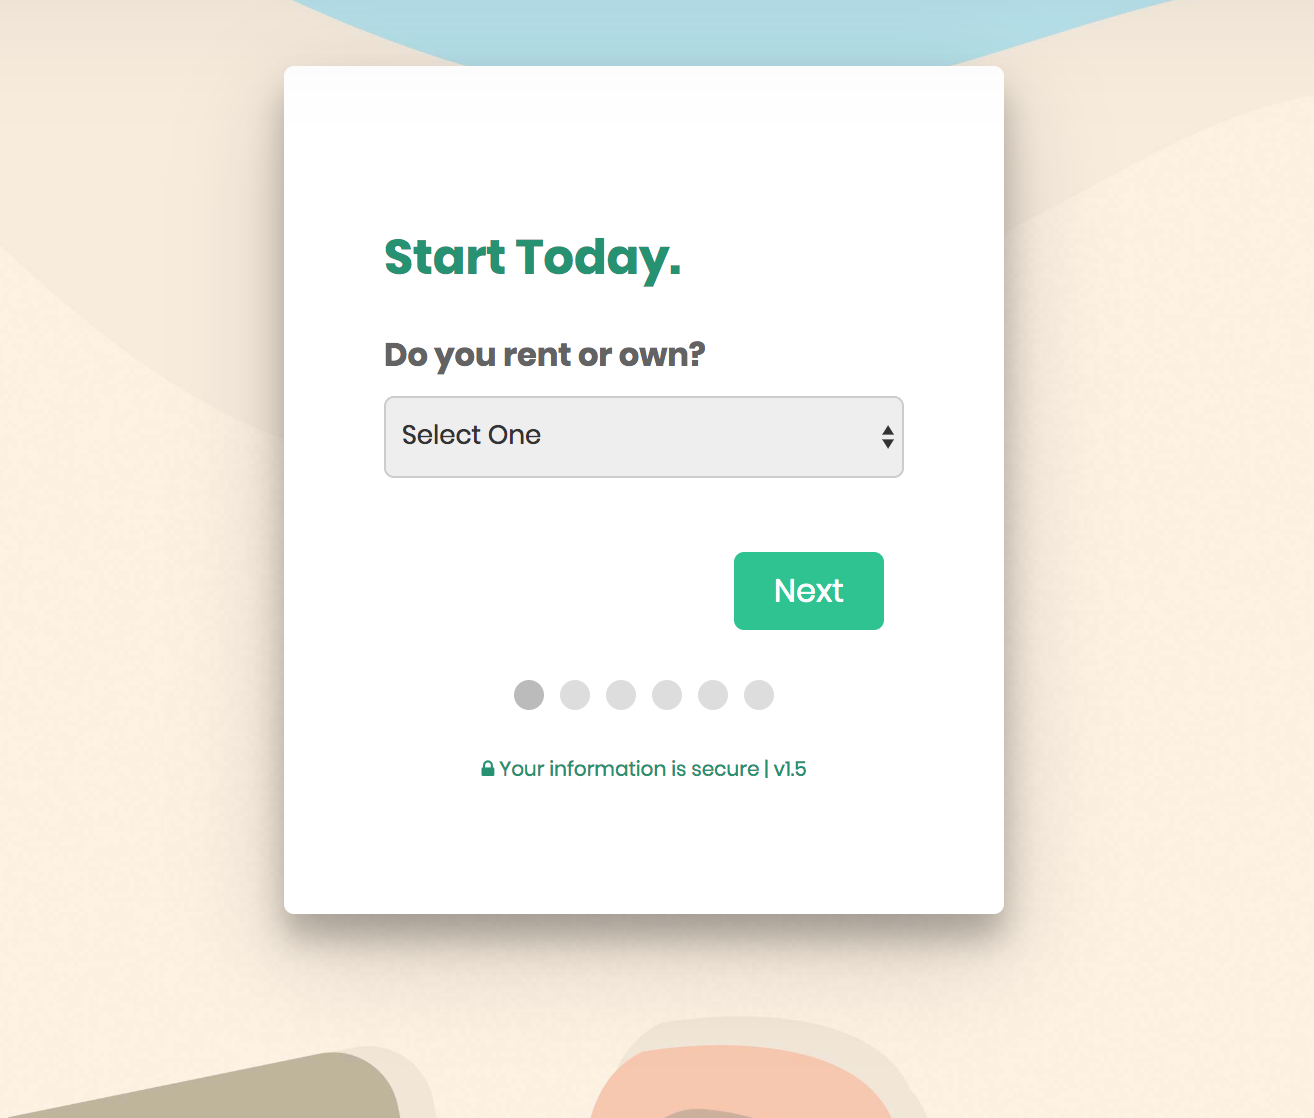 Start Today.
Do you rent or own?
Select One
Next
Your information is secure | v1.5